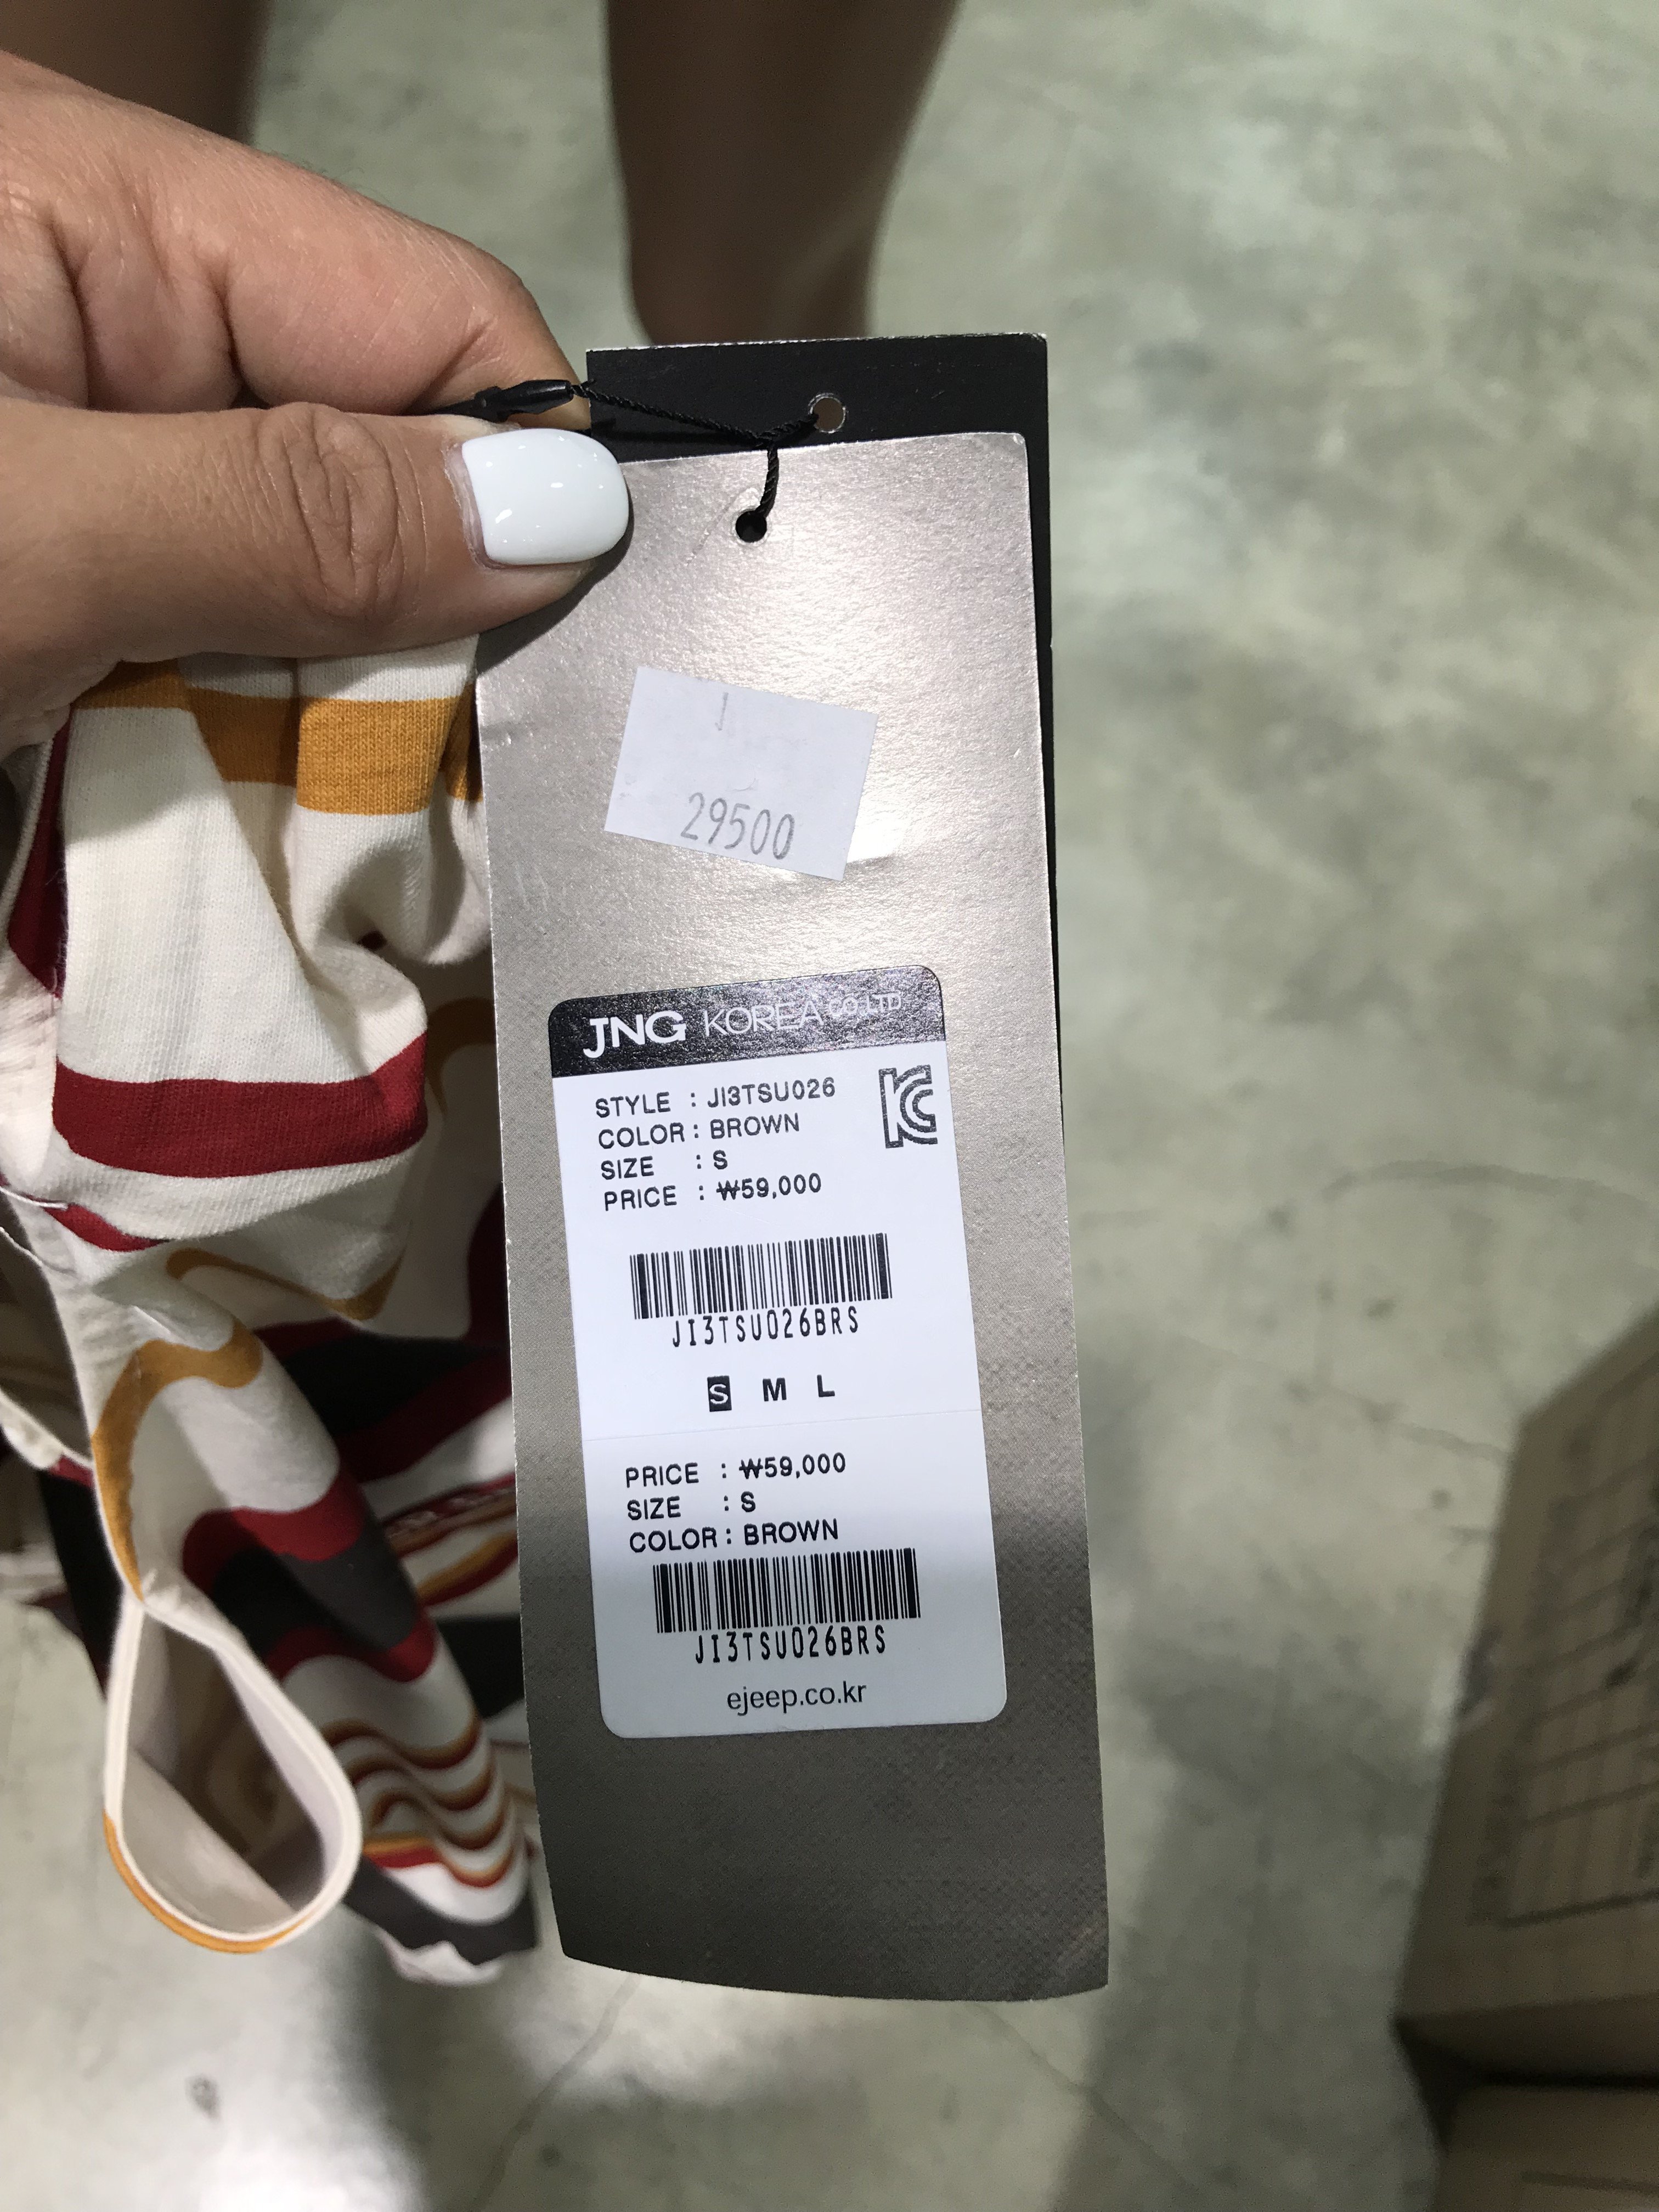 29500
JNG KOREA CO.LTD
STYLE : JI3TSU026
COLOR : BROWN
SIZE : S
PRICE : ₩59,000
JI3TSU026BRS
S M L
PRICE : ₩59,000
SIZE : S
COLOR : BROWN
JI3TSU026BRS
ejeep.co.kr